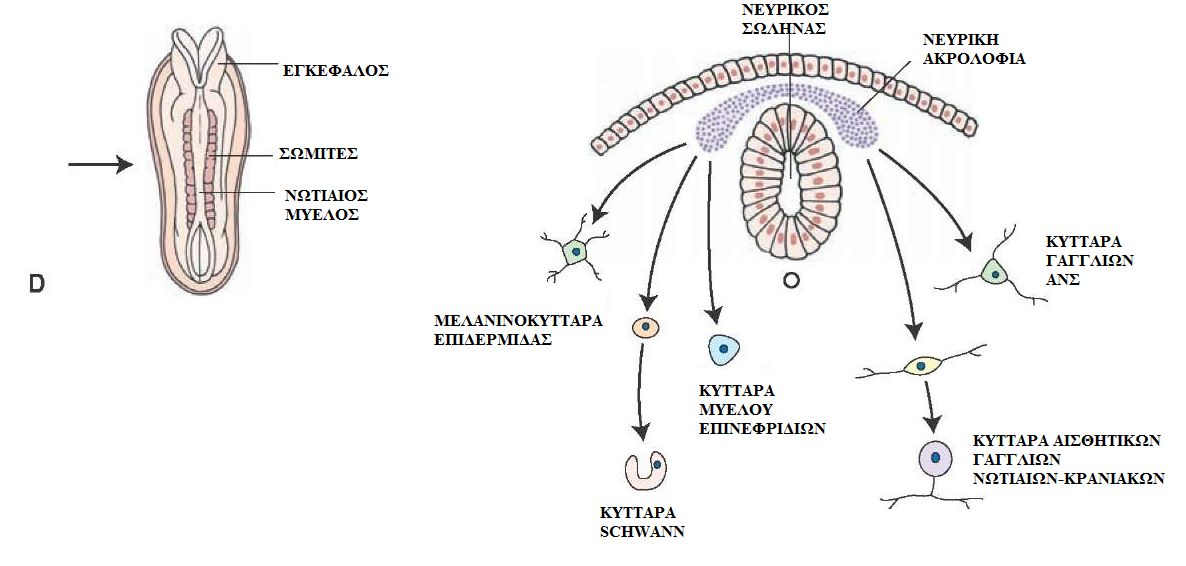 ΕΓΚΕΦΑΛΟΣ
ΣΩΜΙΤΕΣ
ΝΩΤΙΑΙΟΣ
ΜΥΕΛΟΣ
D
ΝΕΥΡΙΚΟΣ
ΣΩΛΗΝΑΣ
ΝΕΥΡΙΚΗ
ΑΚΡΟΛΟΦΙΑ
ΚΥΤΤΑΡΑ
ΓΑΓΓΛΙΩΝ
ΑΝΣ
ΜΕΛΑΝΙΝΟΚΥΤΤΑΡΑ
ΕΠΙΔΕΡΜΙΔΑΣ
ΚΥΤΤΑΡΑ
ΜΥΕΛΟΥ
ΕΠΙΝΕΦΡΙΔΙΩΝ
ΚΥΤΤΑΡΑ ΑΙΣΘΗΤΙΚΩΝ
ΓΑΓΓΛΙΩΝ
ΝΩΤΙΑΙΩΝ-ΚΡΑΝΙΑΚΩΝ
ΚΥΤΤΑΡΑ
SCHWANN